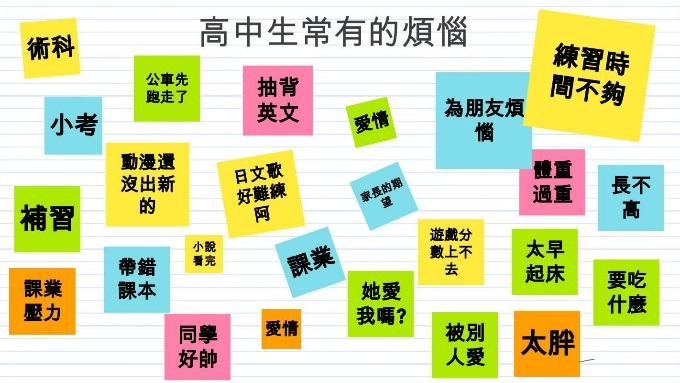 高中生常有的煩惱
術科
公車先
跑走了
抽背
英文
練習時
間不夠
小考
愛情
為朋友煩
惱
動漫還
沒出新
的
日文歌
好難練
阿
家長的期
望
體重
過重
長不
高
補習
小說
看完
課業
遊戲分
數上不
去
太早
起床
帶錯
課本
課業
壓力
她愛
我嗎?
要吃
什麼
同學
好帥
愛情
被別
人愛
太胖